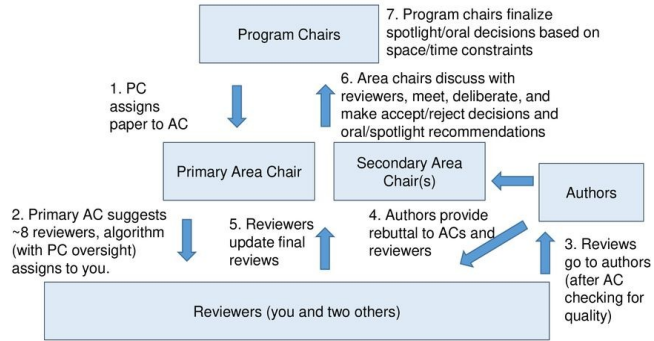 Program Chairs
7. Program chairs finalize
spotlight/oral decisions based on
space/time constraints
1. PC
assigns
paper to AC
6. Area chairs discuss with
reviewers, meet, deliberate, and
make accept/reject decisions and
oral/spotlight recommendations
Primary Area Chair
Secondary Area
Chair(s)
Authors
2. Primary AC suggests
~8 reviewers, algorithm
(with PC oversight)
assigns to you.
5. Reviewers
update final
reviews
4. Authors provide
rebuttal to ACs and
reviewers
3. Reviews
go to authors
(after AC
checking for
quality)
Reviewers (you and two others)